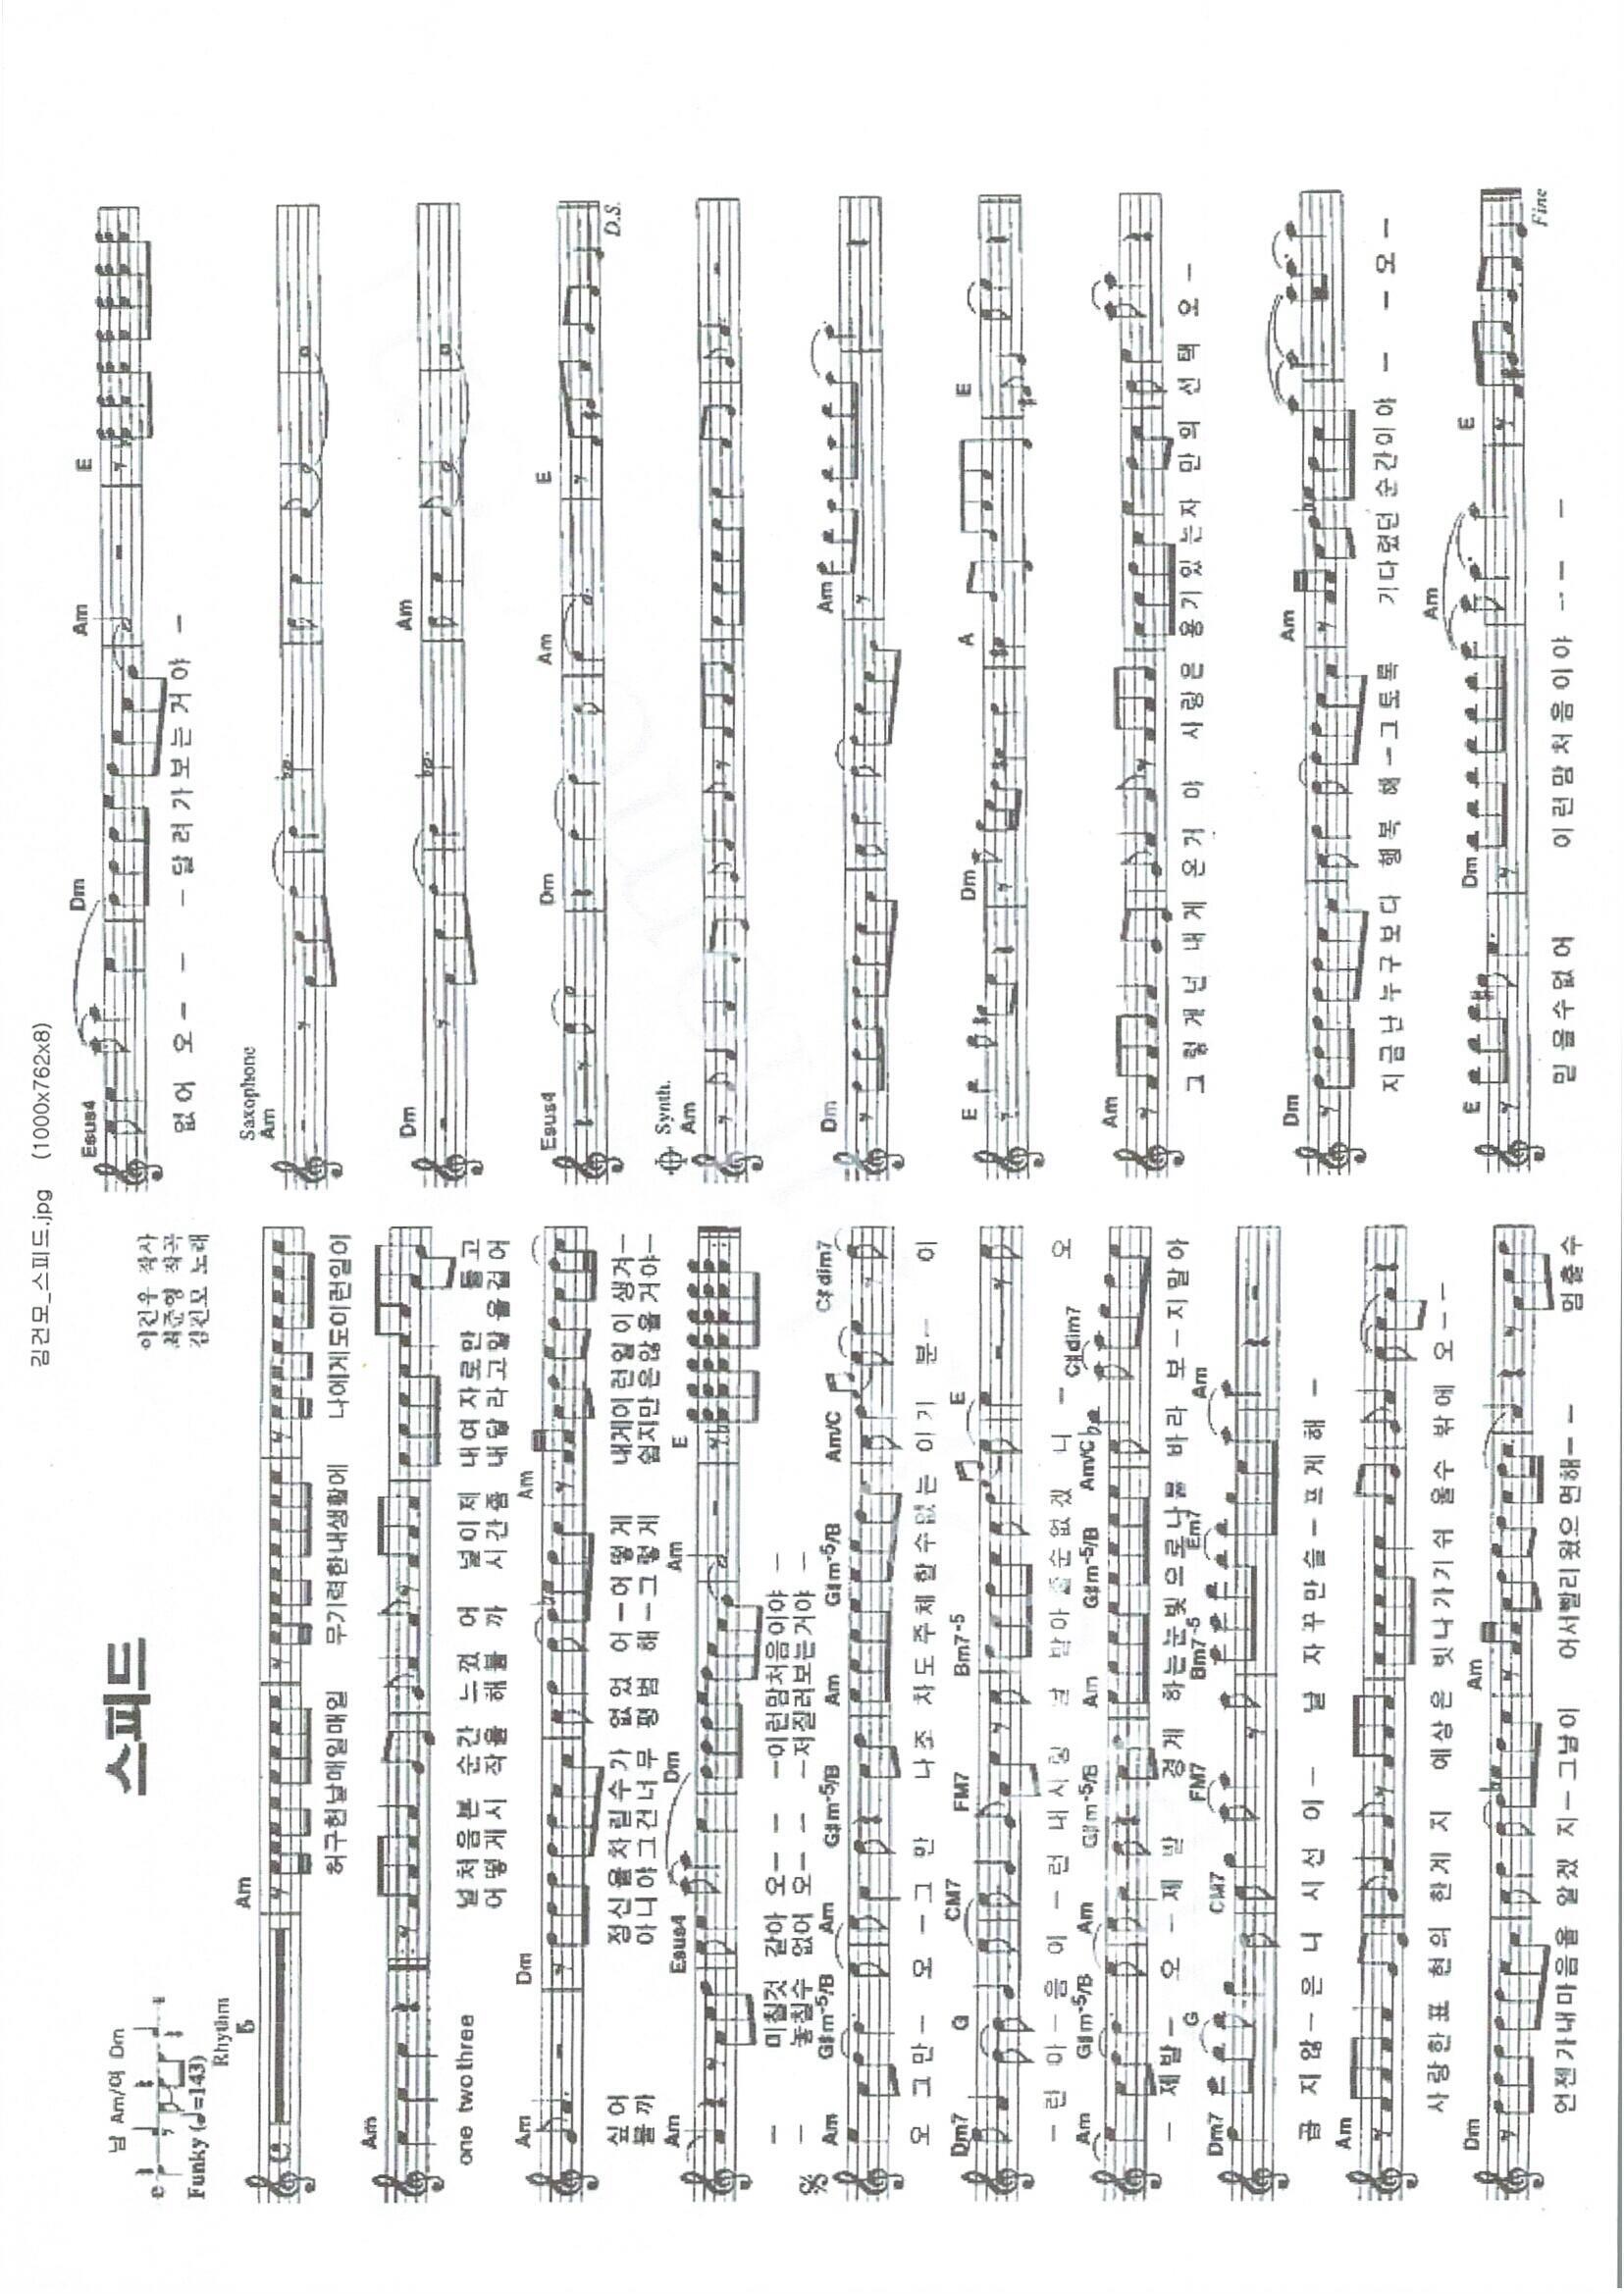 김건모_스피드.jpg (1000x762x8)
남 Am/여 Dm
스피드
이건우 작사
최준영 작곡
김건모 노래
Funky (♩=143)
Rhythm
5 Am
허구헌날매일매일 무기력한내생활에 나에게도이런일이
Am
one two three 널처음본 순간 느꼈 어 널이제 내여자로만 들고
어떻게시 작을 해볼 까 시간좀 내달라고말을걸어
Am Dm Am
싶어 정신을차릴수가 없었 어ー어떻게 내게이런일이생겨ー
볼까 아니야그건너무 평범 해ー그렇게 쉽지만은않을거야ー
Am Esus4 Dm Am E
ー 미칠것 같아 오ー ー ー이런맘처음이야 ー
ー 놓칠수 없어 오ー ー ー저질러보는거야 ー
Am G#m-5/B Am G#m-5/B Am G#m-5/B Am/C C#dim7
오 그만ー 오 ー그 만 나조 차도주체할수없는 이기 분ー 이
Dm7 G CM7 FM7 Bm7-5 E
ー런 마ー음이 ー런 내사랑 날 받아 줄순없겠 니 ー 오
Am G#m-5/B Am G#m-5/B Am G#m-5/B Am/C C#dim7
ー 제발ー 오 ー제 발 경계 하는눈빛으로나를 바라 보ー지말아
Dm7 G CM7 FM7 Bm7-5 Em7 Am
곱 지않ー은 니 시선 이ー 날 자꾸만슬ー프게해 ー
Am
사랑한표 현의 한계 지 예상은 빗나가기쉬 울수 밖에 오ーー
Dm Am
언젠가내마음을 알겠 지ー그날이 어서빨리왔으면해ーー 멈출수
Esus4 Dm Am E
없어 오ー ー ー달려가보는거야 ー
Saxophone
Am
Dm Am
Esus4 Dm Am E
D.S.
Synth.
Am
Dm Am
E Dm A E
Am
그렇게넌 내게 온거 야 사랑은 용기있는자 만의 선택 오ー
Dm Am
지금난누구보다 행복 해ー그토록 기다렸던순간이야 ー ー오ー
E Dm Am E
믿을수없어 이런맘처음이야 ーー ー
Fine